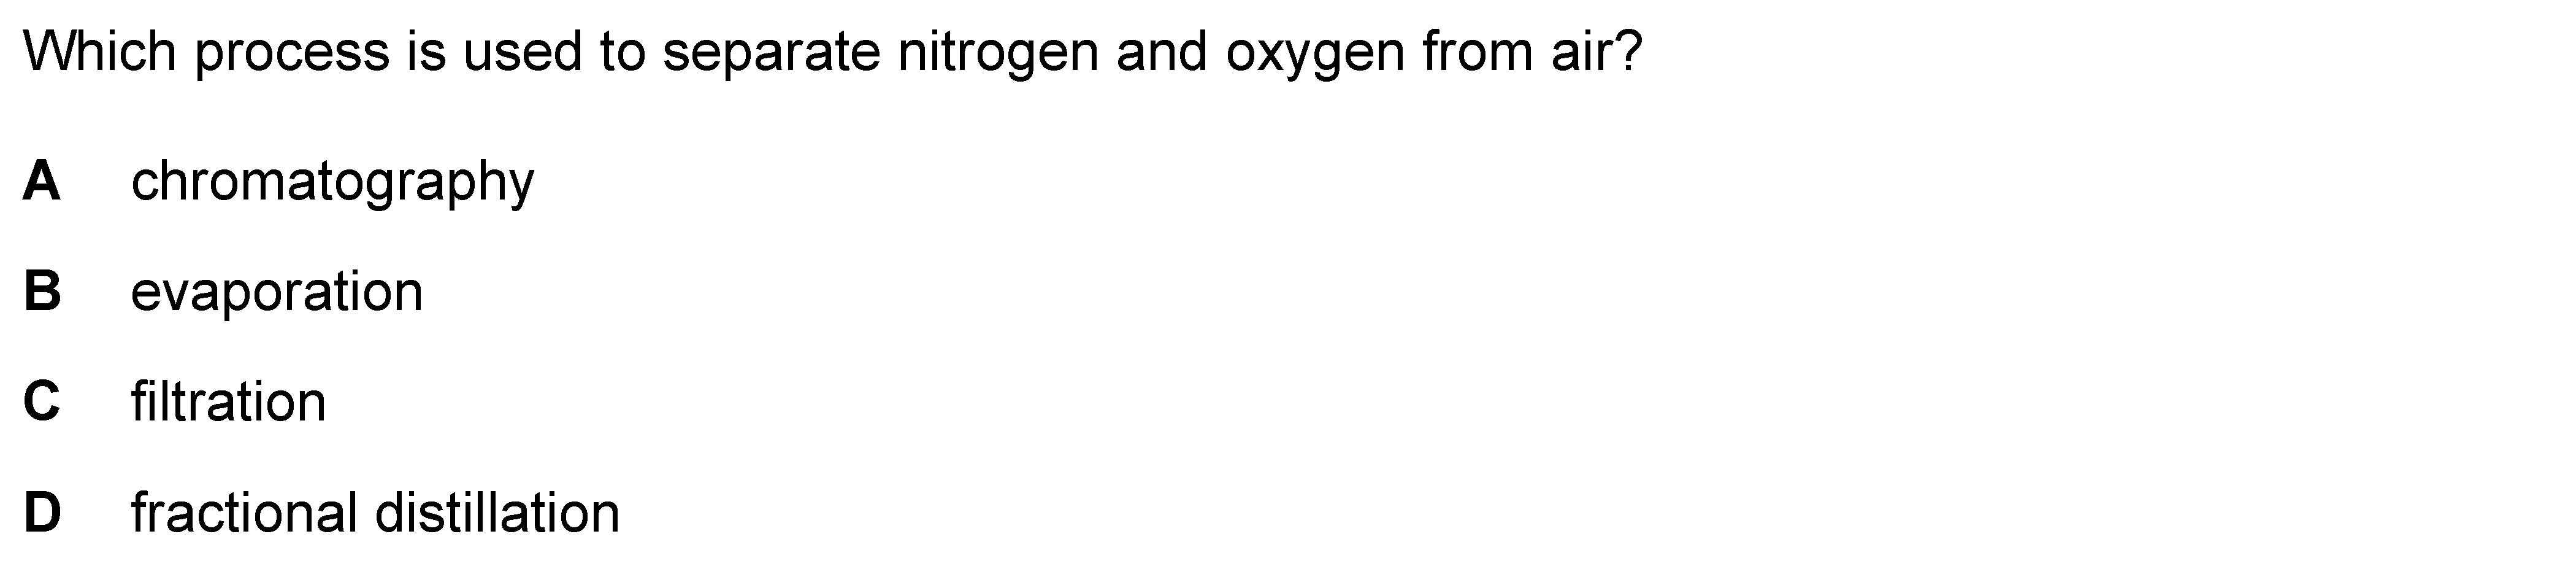 Which process is used to separate nitrogen and oxygen from air?
A chromatography
B evaporation
C filtration
D fractional distillation